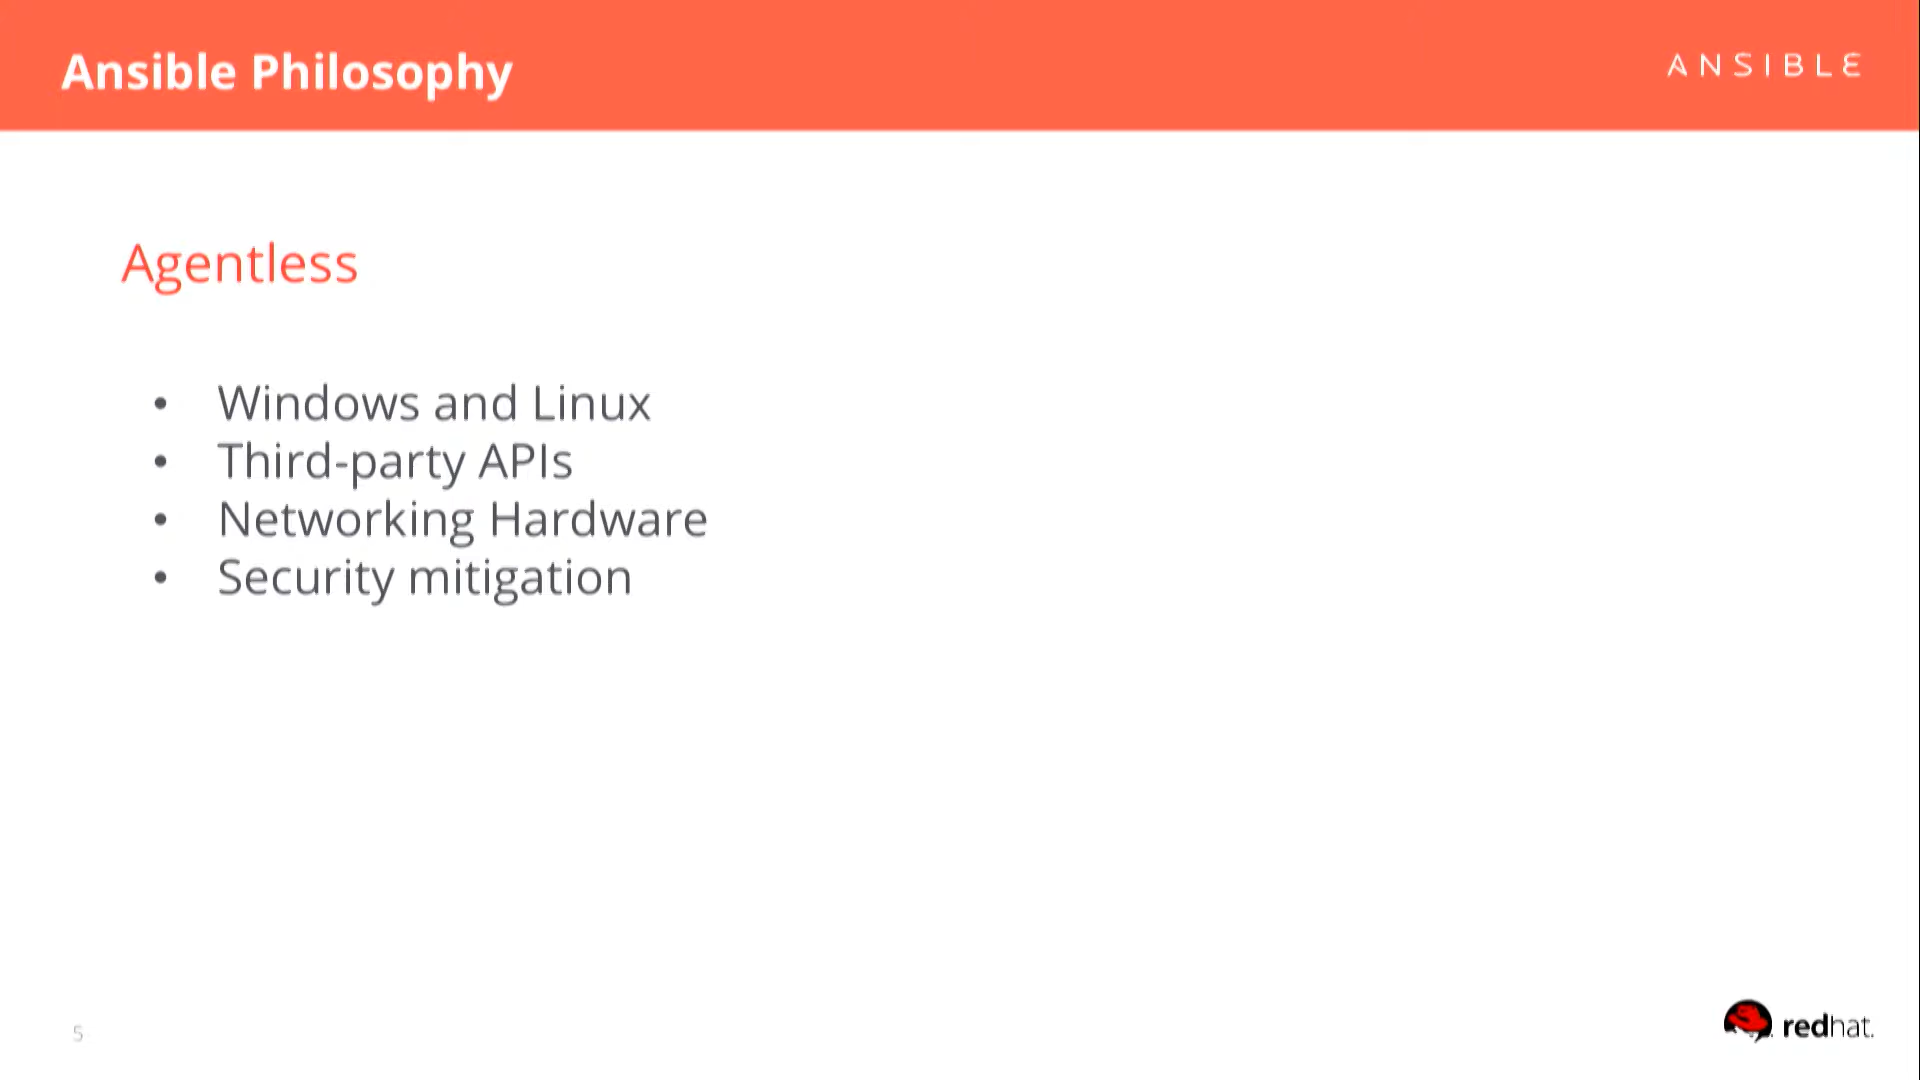 Ansible Philosophy
ANSIBLE
Agentless
• Windows and Linux
• Third-party APIs
• Networking Hardware
• Security mitigation
5
redhat.